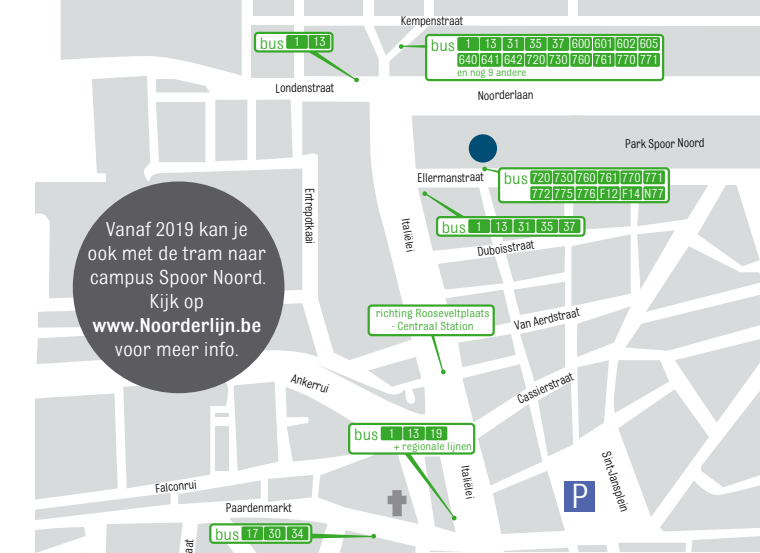 Kempenstraat
bus 1 13
bus 1 13 31 35 37 600 601 602 605
640 641 642 720 730 760 761 770 771
en nog 9 andere
Londenstraat
Noorderlaan
Park Spoor Noord
Ellermanstraat
bus 720 730 760 761 770 771
772 775 776 F12 F14 N77
Entrepotkaai
Italiëlei
bus 1 13 31 35 37
Duboisstraat
Vanaf 2019 kan je
ook met de tram naar
campus Spoor Noord.
Kijk op
www.Noorderlijn.be
voor meer info.
richting Rooseveltplaats
- Centraal Station
Van Aerdtstraat
Ankerrui
Cassierstraat
bus 1 13 19
+ regionale lijnen
Italiëlei
Sint-Jansplein
P
Falconrui
Paardenmarkt
bus 17 30 34
aat